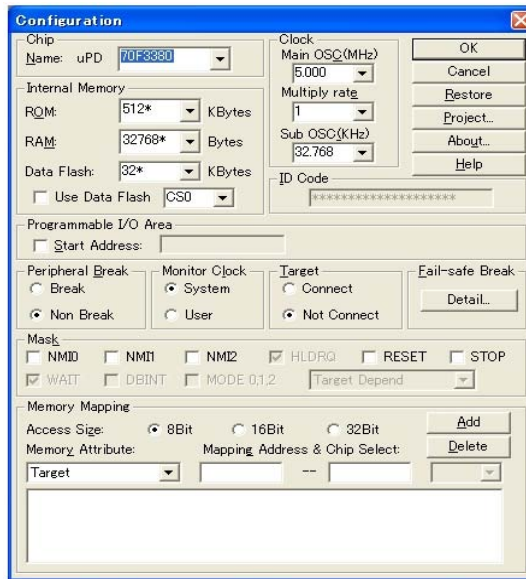 Configuration
Chip
Name: uPD 70F3380
Clock
Main OSC(MHz)
5.000
Multiply rate
1
Sub OSC(KHz)
32.768
OK
Cancel
Restore
Project...
About...
Help
Internal Memory
ROM: 512* KBytes
RAM: 32768* Bytes
Data Flash: 32* KBytes
Use Data Flash CS0
ID Code
********************
Programmable I/O Area
Start Address:
Peripheral Break
Break
Non Break
Monitor Clock
System
User
Target
Connect
Not Connect
Fail-safe Break
Detail...
Mask
NMI0 NMI1 NMI2 HLDRQ RESET STOP
WAIT DBINT MODE 0,1,2 Target Depend
Memory Mapping
Access Size: 8Bit 16Bit 32Bit Add
Memory Attribute: Mapping Address & Chip Select: Delete
Target --